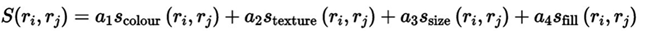 S(r_i, r_j) = a_1 s_colour (r_i, r_j) + a_2 s_texture (r_i, r_j) + a_3 s_size (r_i, r_j) + a_4 s_fill (r_i, r_j)